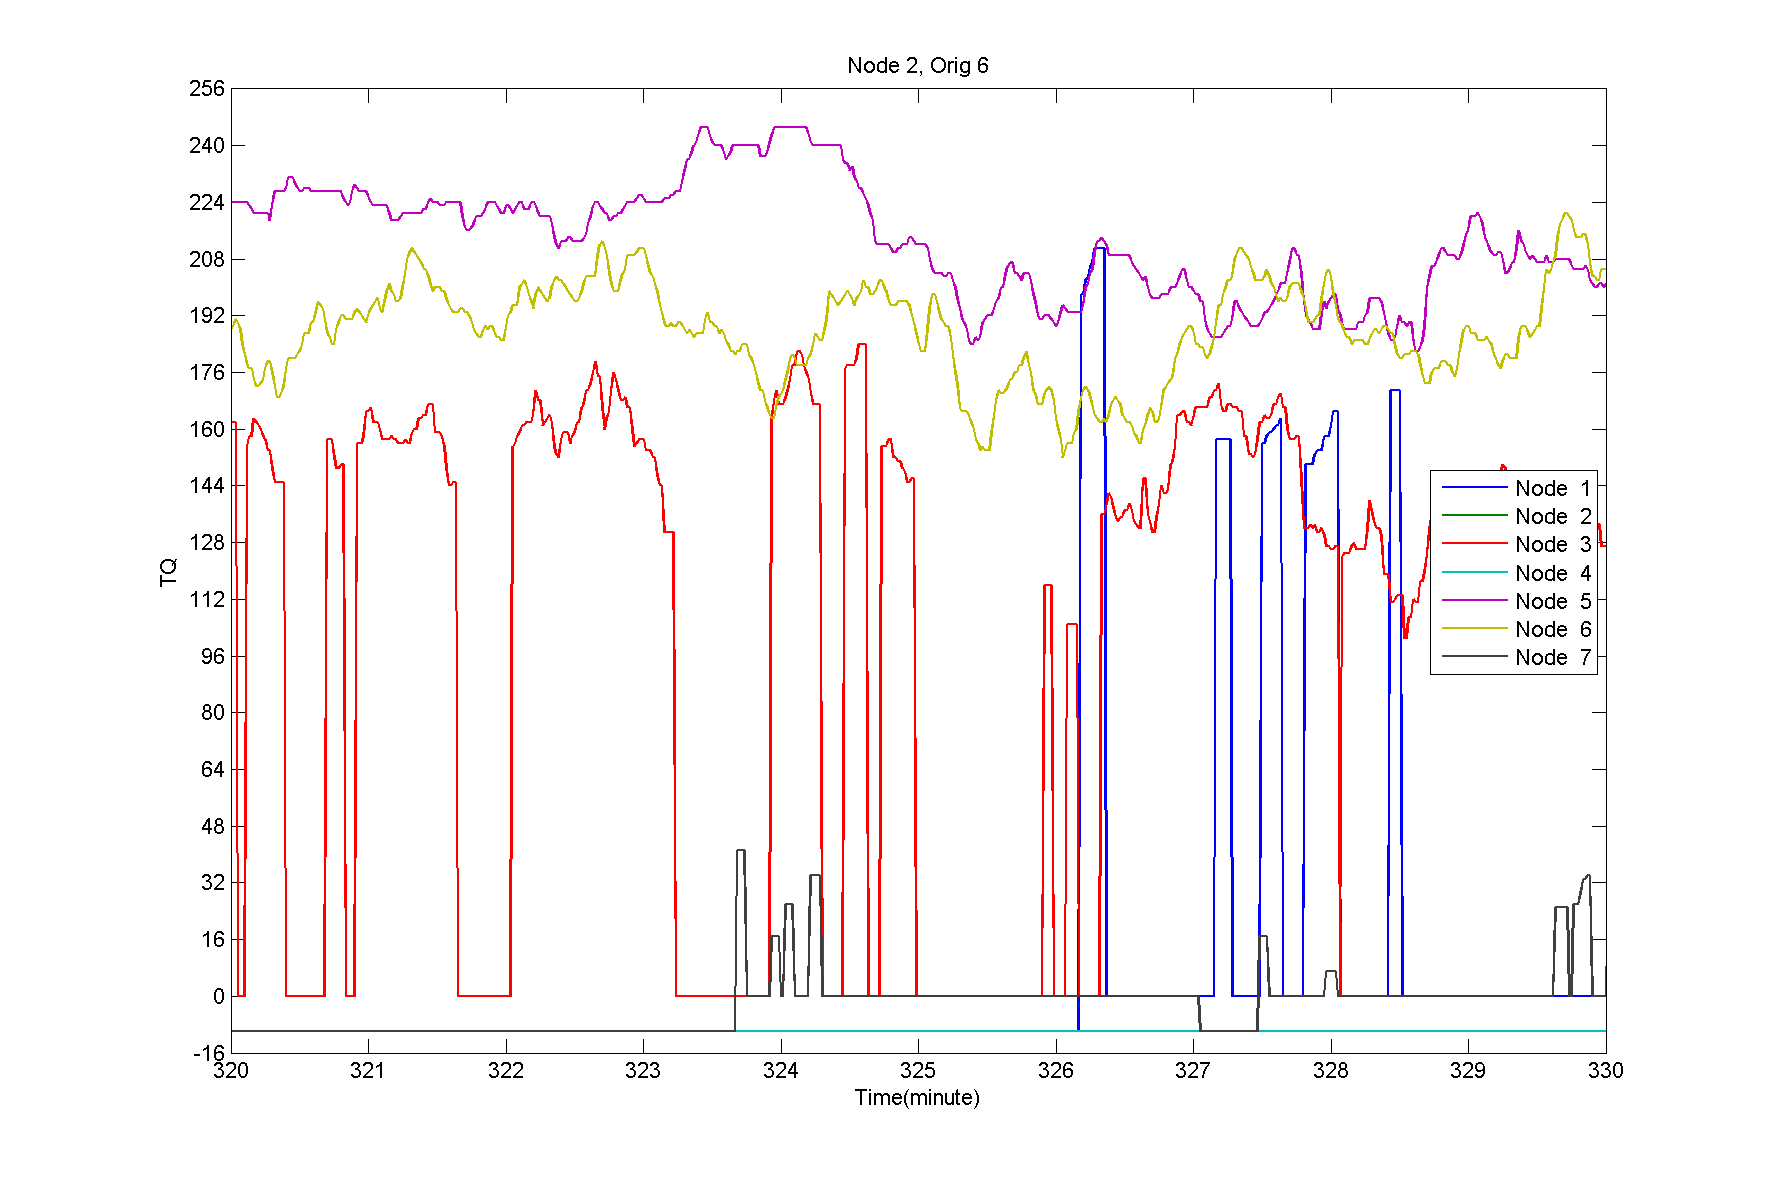 Node 2, Orig 6
256
240
224
208
192
176
160
144
128
112
96
80
64
48
32
16
0
-16
TQ
Node 1
Node 2
Node 3
Node 4
Node 5
Node 6
Node 7
320 321 322 323 324 325 326 327 328 329 330
Time(minute)